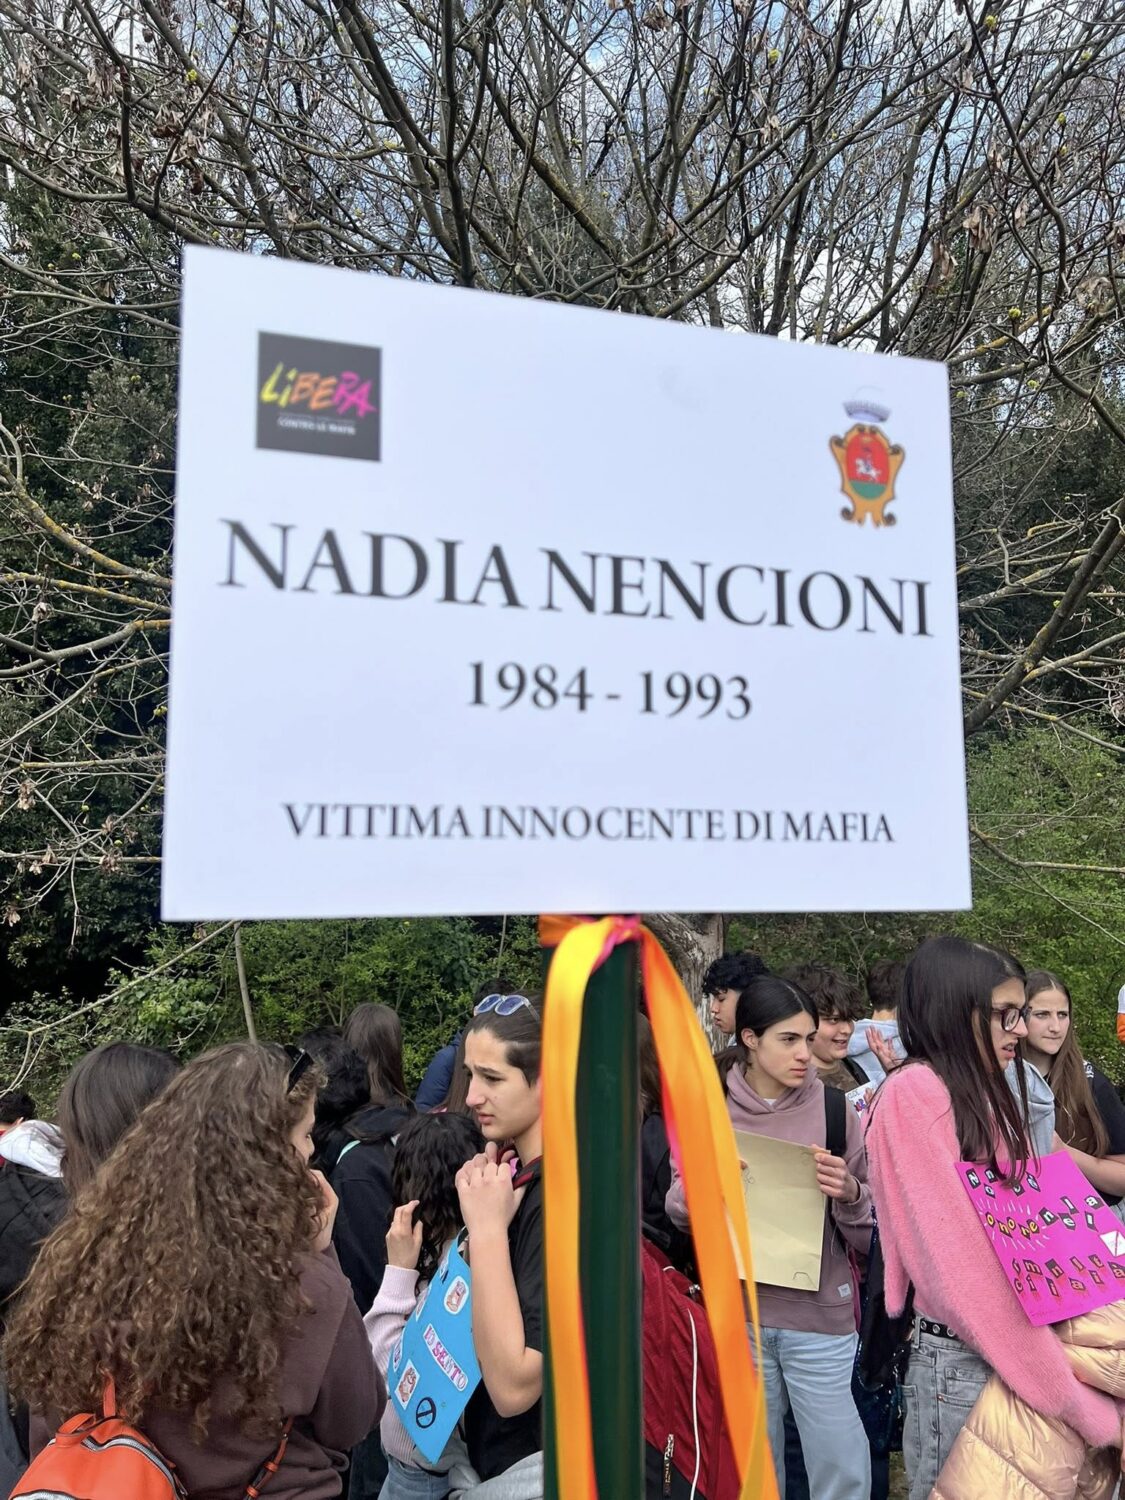 LiBERA
CONTRO LE MAFIE
NADIA NENCIONI
1984 - 1993
VITTIMA INNOCENTE DI MAFIA